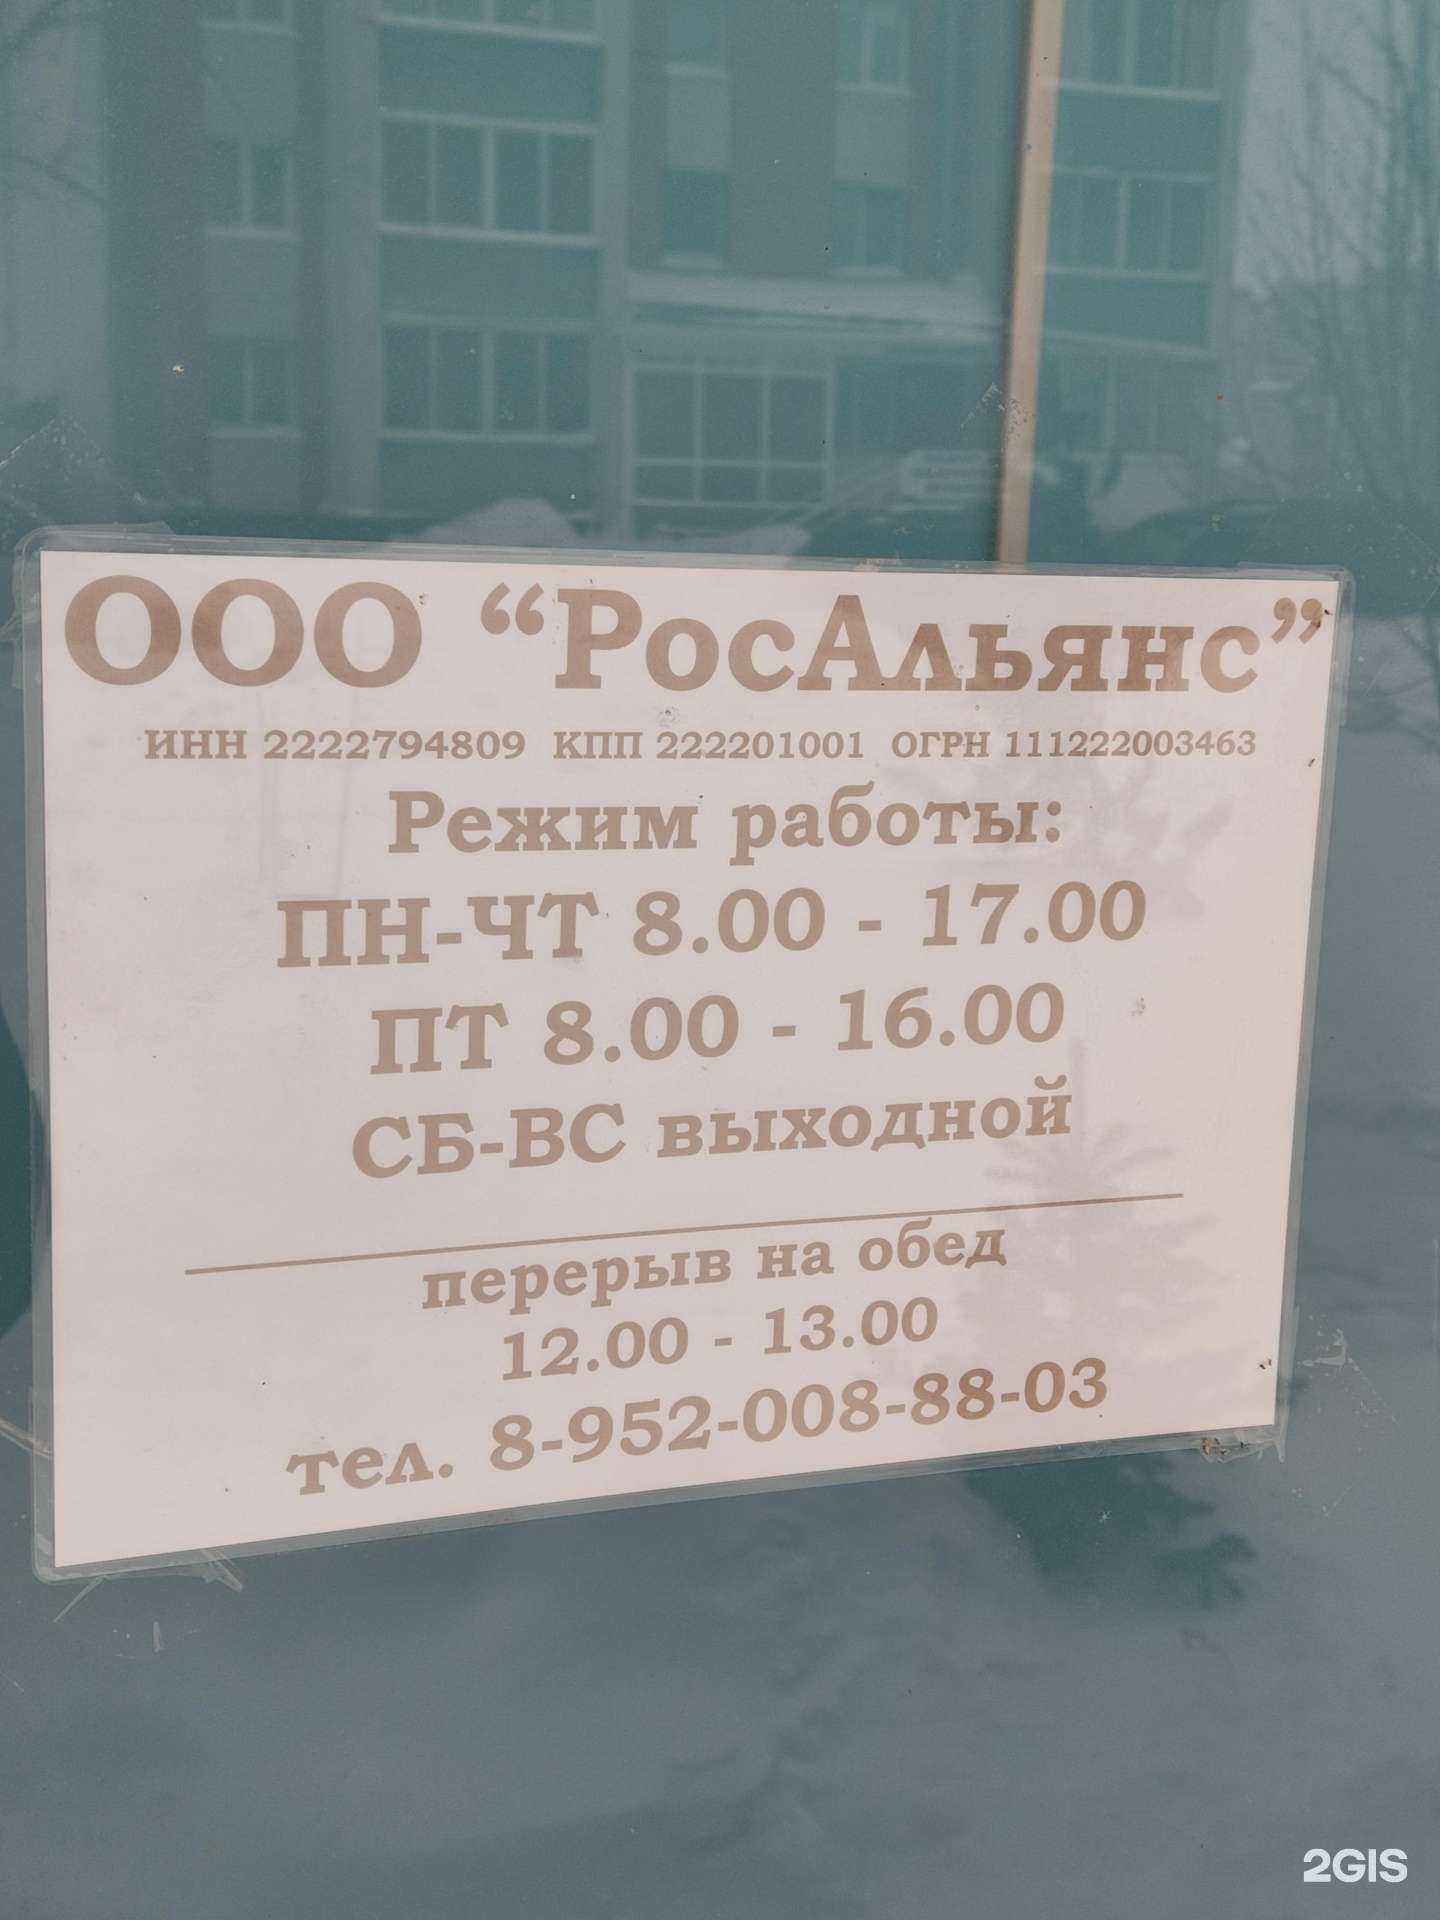 ООО “РосАльянс”
ИНН 2222794809 КПП 222201001 ОГРН 111222003463
Режим работы:
ПН-ЧТ 8.00 - 17.00
ПТ 8.00 - 16.00
СБ-ВС выходной
перерыв на обед
12.00 - 13.00
тел. 8-952-008-88-03
2GIS